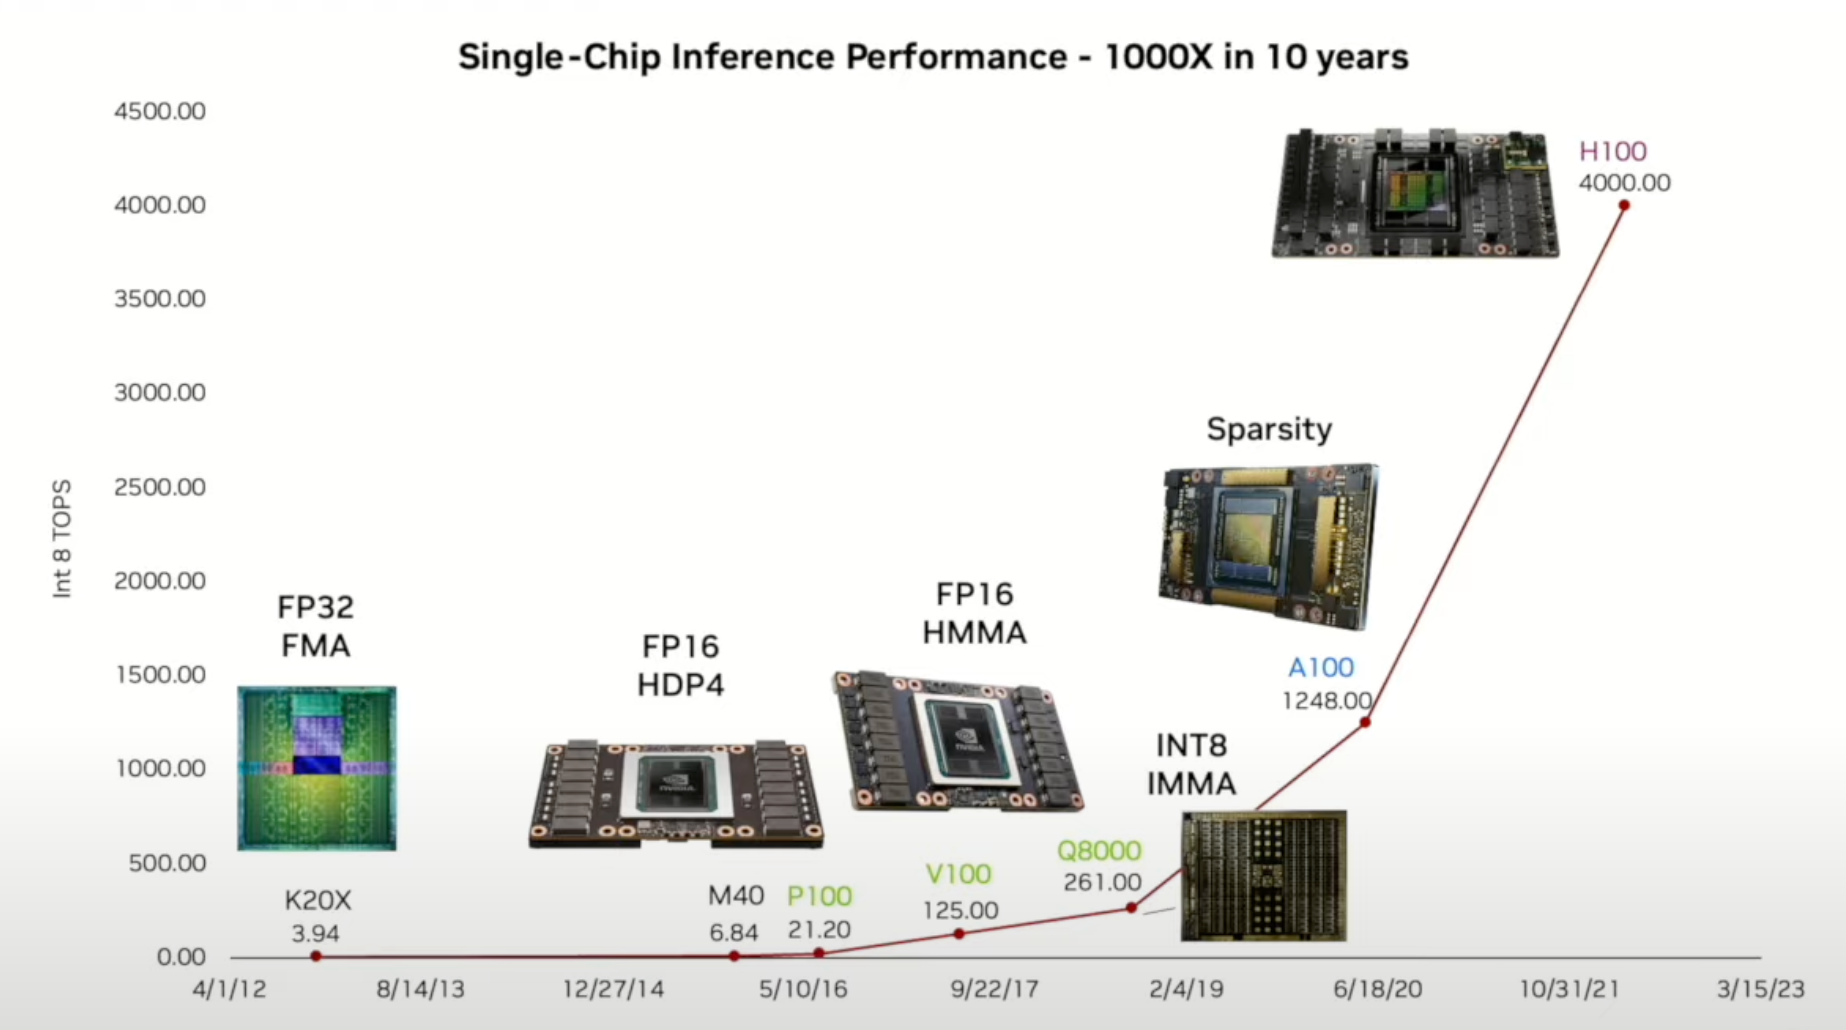 Single-Chip Inference Performance - 1000X in 10 years
4500.00
4000.00
3500.00
3000.00
2500.00
2000.00
1500.00
1000.00
500.00
0.00
Int 8 TOPS
FP32
FMA
K20X
3.94
FP16
HDP4
NVIDIA
M40
6.84
P100
21.20
FP16
HMMA
NVIDIA
V100
125.00
Q8000
261.00
INT8
IMMA
Sparsity
A100
1248.00
H100
4000.00
4/1/12
8/14/13
12/27/14
5/10/16
9/22/17
2/4/19
6/18/20
10/31/21
3/15/23